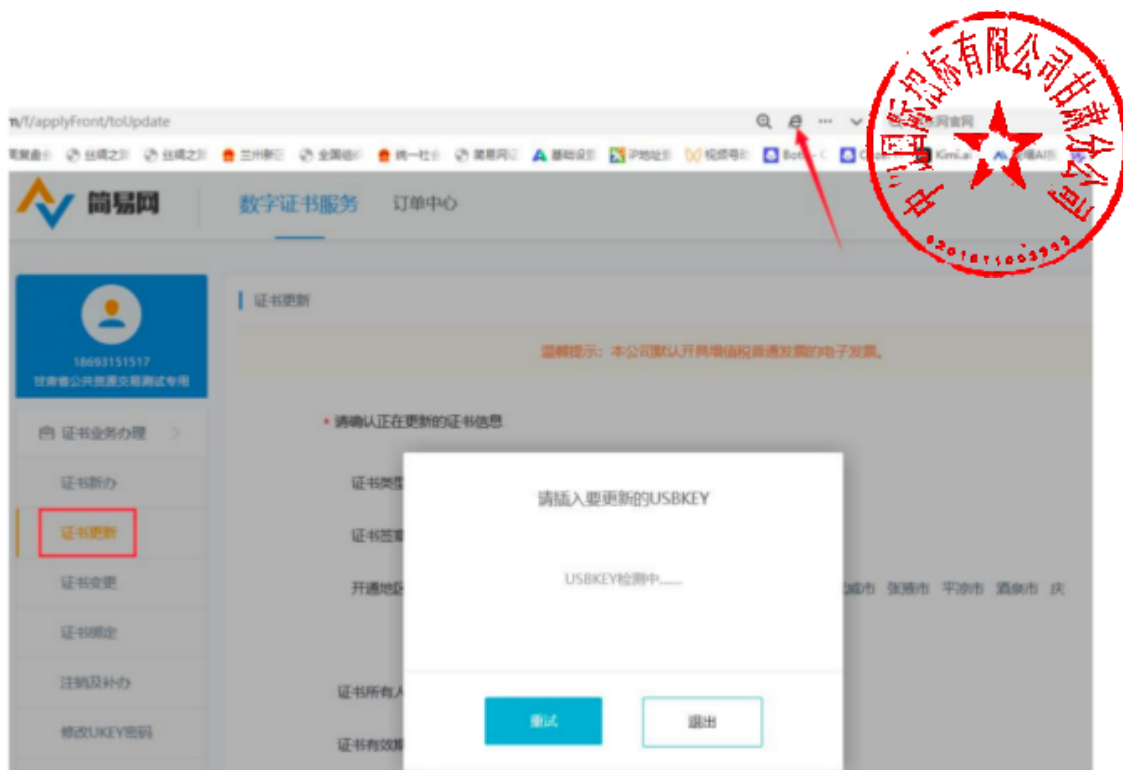 中国国际招标有限公司甘肃分公司
6201011003993
n/f/applyFront/toUpdate
丝绸之 丝绸之 兰州新区 全国组 统一社 简易网 基础设 IP地址 视频号 Bot Kimi.ai
简易网 数字证书服务 订单中心
证书更新
18693151517
甘肃省公共资源交易测试专用
温馨提示：本公司默认开具增值税普通发票的电子发票。
证书业务办理
* 请确认正在更新的证书信息
证书新办
证书类型
请插入要更新的USBKEY
证书更新
证书签章
USBKEY检测中......
证书变更
开通地区
威市 张掖市 平凉市 酒泉市 庆
证书绑定
注销及补办
证书所有人
重试 退出
修改UKEY密码
证书有效期